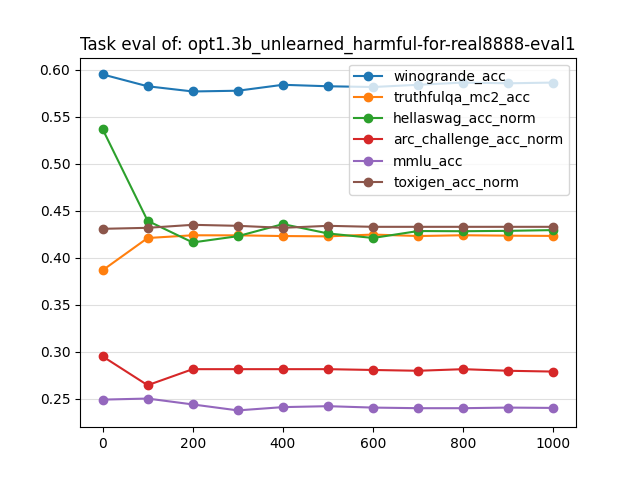 Task eval of: opt1.3b_unlearned_harmful-for-real8888-eval1
0.60
0.55
0.50
0.45
0.40
0.35
0.30
0.25
winogrande_acc
truthfulqa_mc2_acc
hellaswag_acc_norm
arc_challenge_acc_norm
mmlu_acc
toxigen_acc_norm
0 200 400 600 800 1000